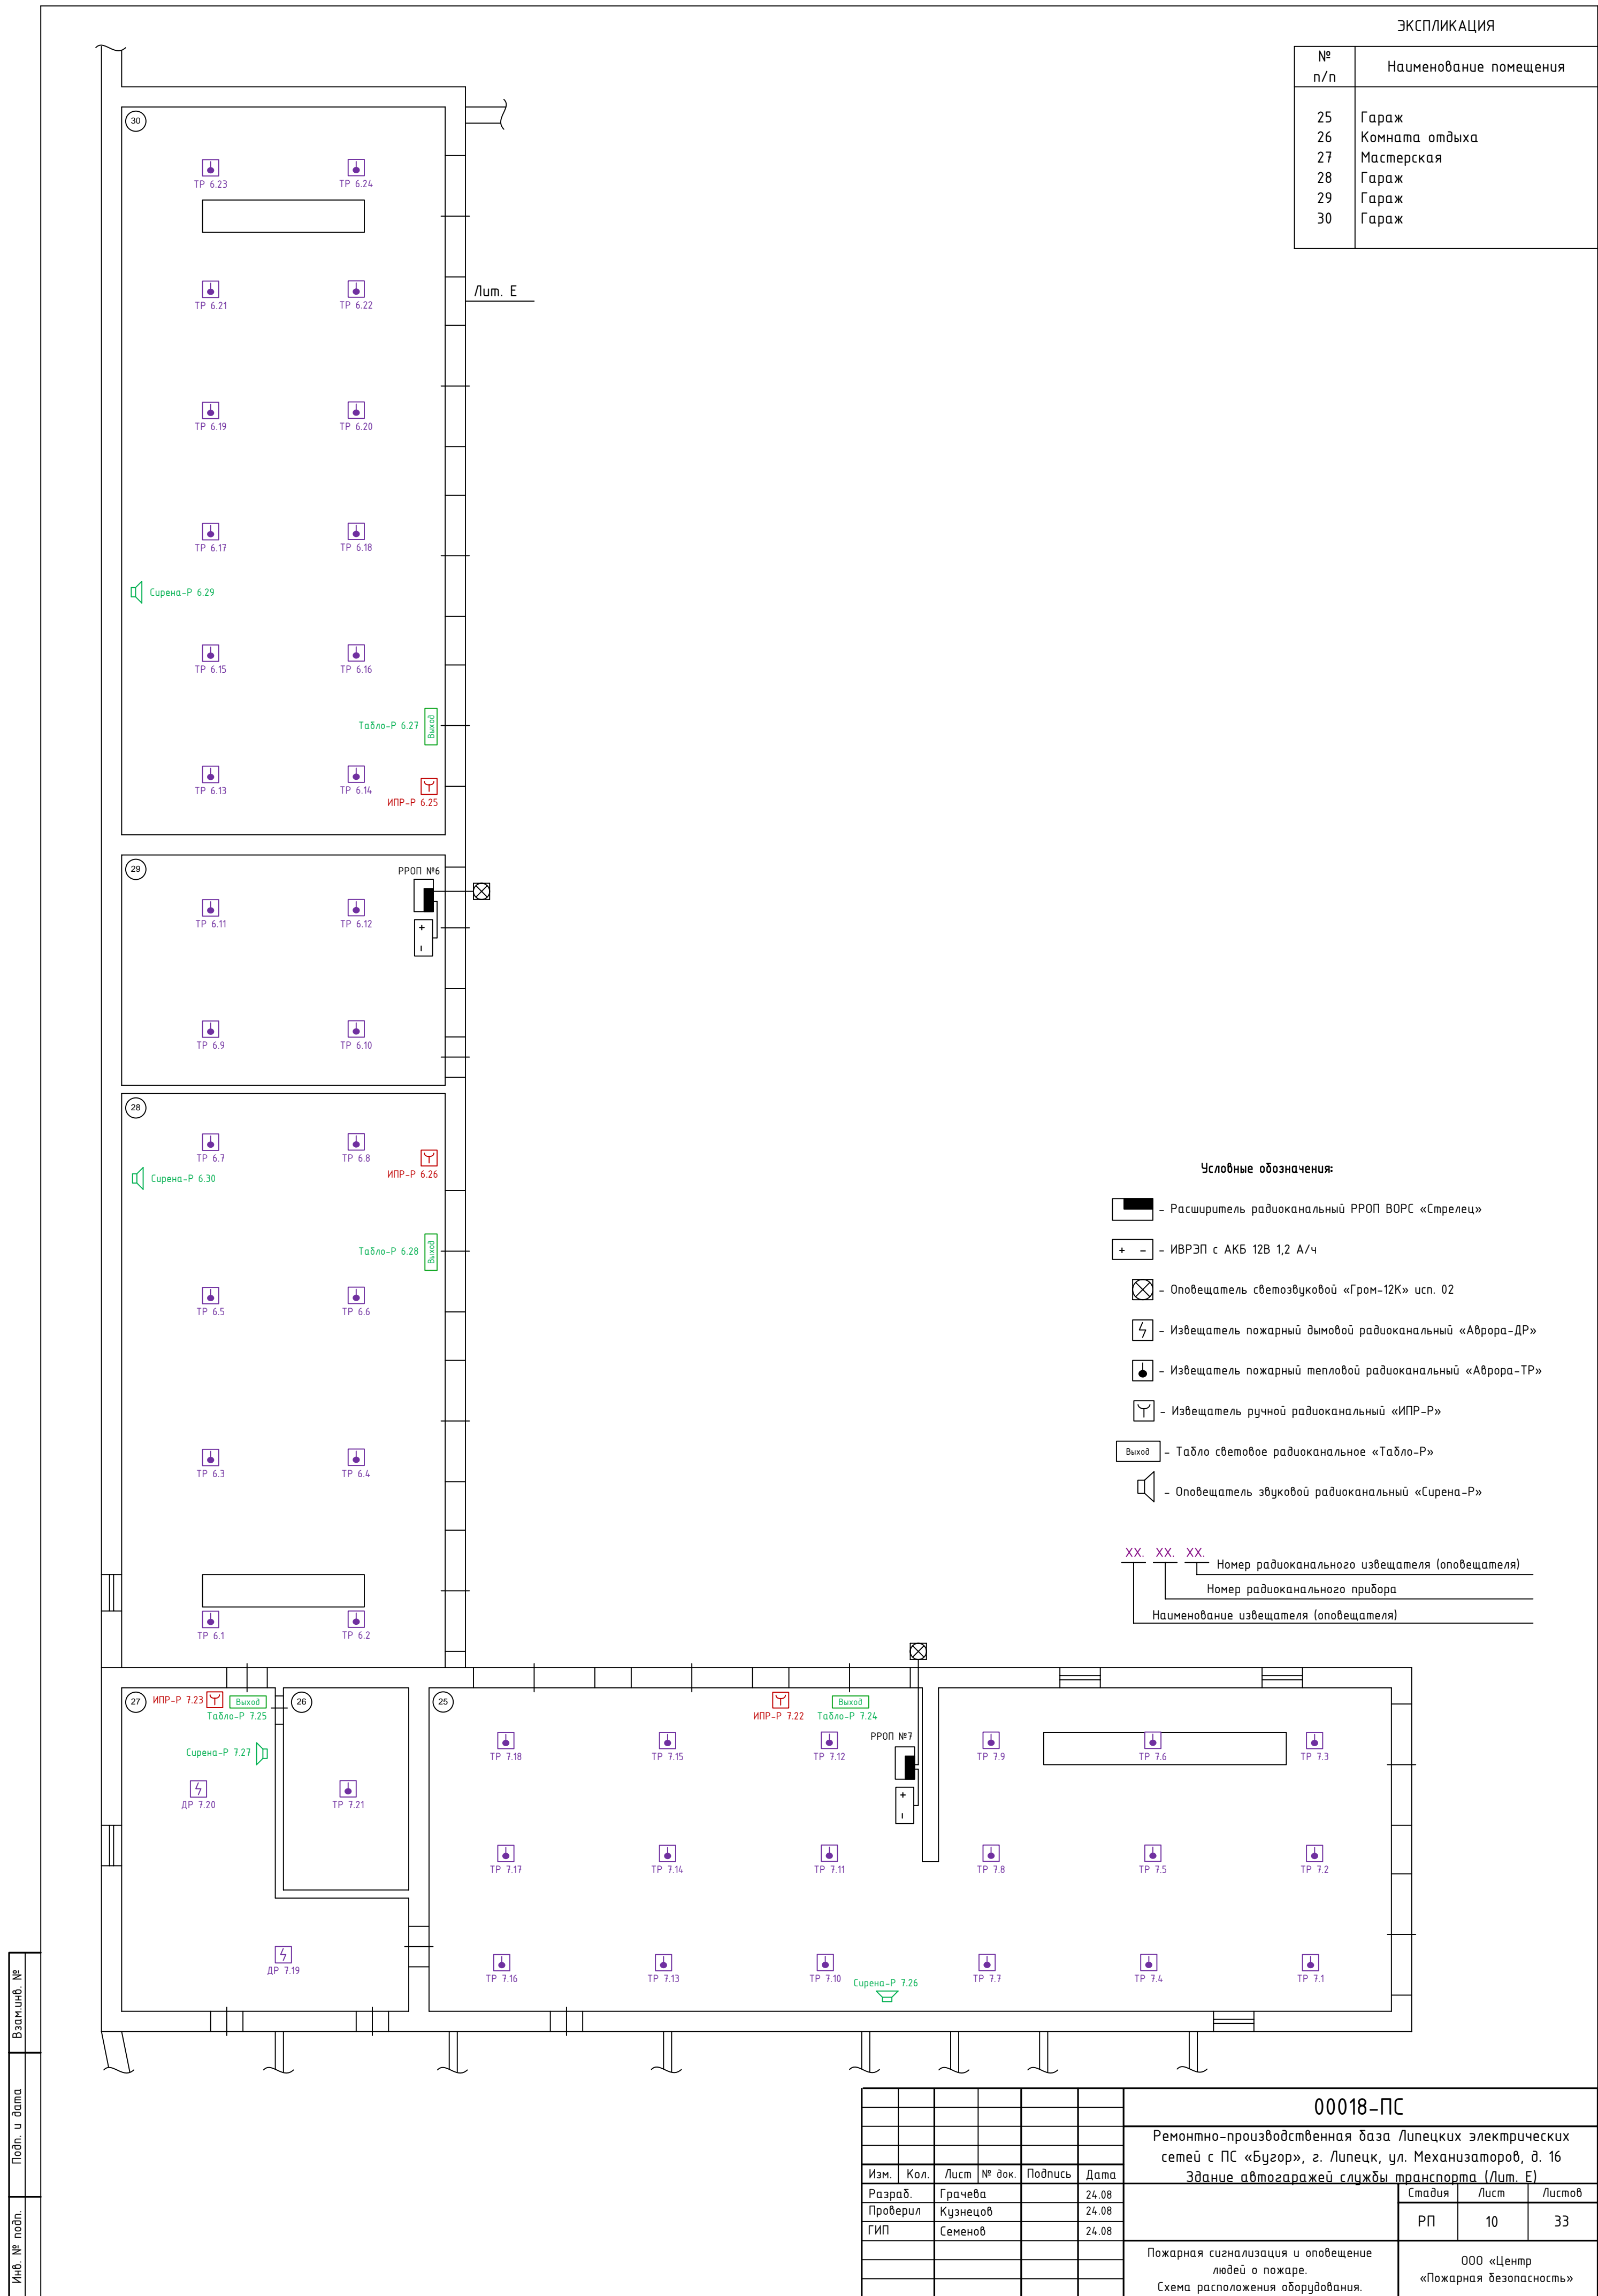 ЭКСПЛИКАЦИЯ
№ п/п Наименование помещения
25 Гараж
26 Комната отдыха
27 Мастерская
28 Гараж
29 Гараж
30 Гараж
30
ТР 6.23 ТР 6.24
ТР 6.21 ТР 6.22
Лит. Е
ТР 6.19 ТР 6.20
ТР 6.17 ТР 6.18
Сирена-Р 6.29
ТР 6.15 ТР 6.16
Табло-Р 6.27 Выход
ТР 6.13 ТР 6.14
ИПР-Р 6.25
29
РРОП №6
+ -
ТР 6.11 ТР 6.12
ТР 6.9 ТР 6.10
28
ТР 6.7 ТР 6.8
ИПР-Р 6.26
Сирена-Р 6.30
Табло-Р 6.28 Выход
ТР 6.5 ТР 6.6
ТР 6.3 ТР 6.4
ТР 6.1 ТР 6.2
Условные обозначения:
- Расширитель радиоканальный РРОП ВОРС «Стрелец»
+ - - ИВРЭП с АКБ 12В 1,2 А/ч
- Оповещатель светозвуковой «Гром-12К» исп. 02
- Извещатель пожарный дымовой радиоканальный «Аврора-ДР»
- Извещатель пожарный тепловой радиоканальный «Аврора-ТР»
- Извещатель ручной радиоканальный «ИПР-Р»
Выход - Табло световое радиоканальное «Табло-Р»
- Оповещатель звуковой радиоканальный «Сирена-Р»
XX. XX. XX.
Номер радиоканального извещателя (оповещателя)
Номер радиоканального прибора
Наименование извещателя (оповещателя)
27 ИПР-Р 7.23 Выход
Табло-Р 7.25
26
25
ИПР-Р 7.22
Выход
Табло-Р 7.24
РРОП №7
+ -
Сирена-Р 7.27
ТР 7.18 ТР 7.15 ТР 7.12 ТР 7.9 ТР 7.6 ТР 7.3
ДР 7.20 ТР 7.21
ТР 7.17 ТР 7.14 ТР 7.11 ТР 7.8 ТР 7.5 ТР 7.2
ДР 7.19
ТР 7.16 ТР 7.13 ТР 7.10 ТР 7.7 ТР 7.4 ТР 7.1
Сирена-Р 7.26
Взам.инв. №
Подп. и дата
Инв. № подп.
00018-ПС
Ремонтно-производственная база Липецких электрических
сетей с ПС «Бугор», г. Липецк, ул. Механизаторов, д. 16
Здание автогаражей службы транспорта (Лит. Е)
Изм. Кол. Лист № док. Подпись Дата
Разраб. Грачева 24.08
Проверил Кузнецов 24.08
ГИП Семенов 24.08
Стадия Лист Листов
РП 10 33
Пожарная сигнализация и оповещение
людей о пожаре.
Схема расположения оборудования.
ООО «Центр
«Пожарная безопасность»